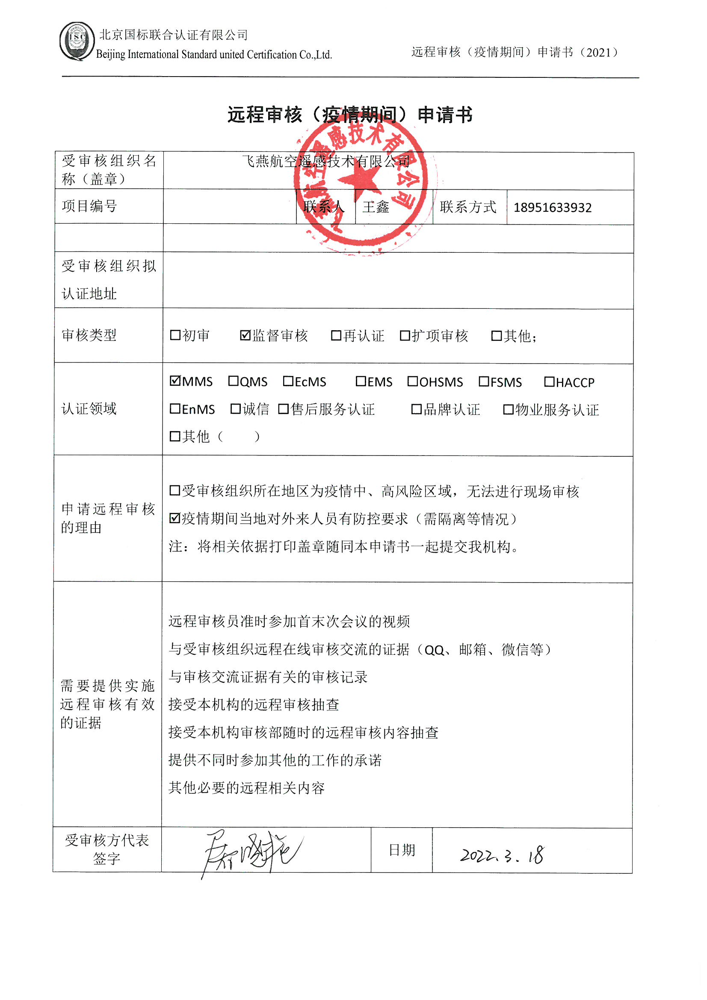 ISC
北京国标联合认证有限公司
Beijing International Standard united Certification Co.,Ltd.
远程审核（疫情期间）申请书（2021）
远程审核（疫情期间）申请书
受审核组织名称（盖章）
飞燕航空遥感技术有限公司
飞燕航空遥感技术有限公司
项目编号
联系人
王鑫
联系方式
18951633932
受审核组织拟
认证地址
审核类型
☐初审 ☑监督审核 ☐再认证 ☐扩项审核 ☐其他；
认证领域
☑MMS ☐QMS ☐EcMS ☐EMS ☐OHSMS ☐FSMS ☐HACCP
☐EnMS ☐诚信 ☐售后服务认证 ☐品牌认证 ☐物业服务认证
☐其他（ ）
申请远程审核
的理由
☐受审核组织所在地区为疫情中、高风险区域，无法进行现场审核
☑疫情期间当地对外来人员有防控要求（需隔离等情况）
注：将相关依据打印盖章随同本申请书一起提交我机构。
需要提供实施
远程审核有效
的证据
远程审核员准时参加首末次会议的视频
与受审核组织远程在线审核交流的证据（QQ、邮箱、微信等）
与审核交流证据有关的审核记录
接受本机构的远程审核抽查
接受本机构审核部随时的远程审核内容抽查
提供不同时参加其他的工作的承诺
其他必要的远程相关内容
受审核方代表
签字
日期
2022.3.18